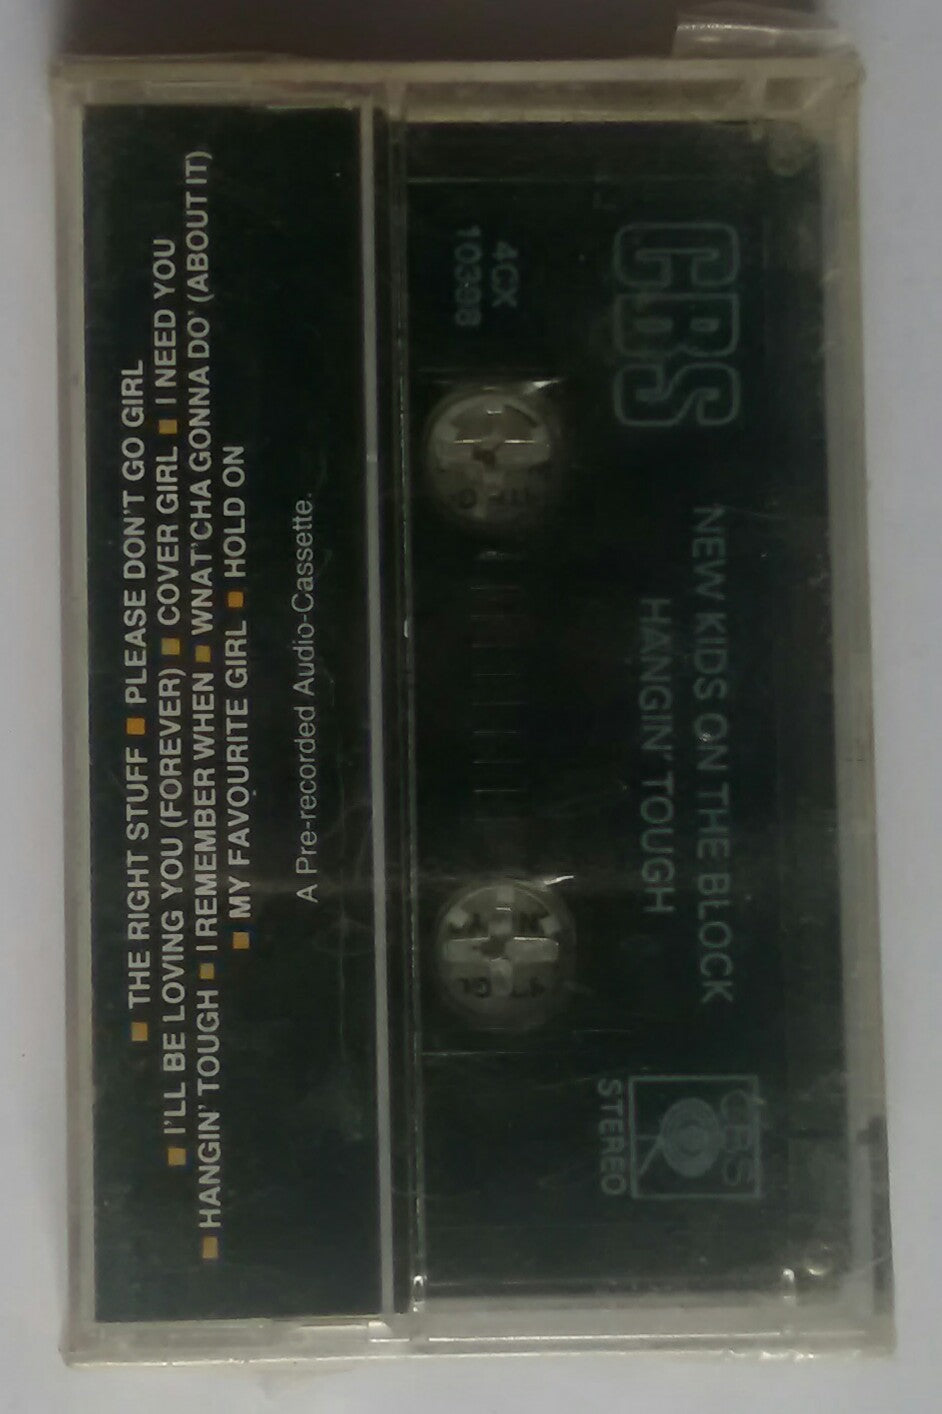 ■ THE RIGHT STUFF ■ PLEASE DON'T GO GIRL
■ I'LL BE LOVING YOU (FOREVER) ■ COVER GIRL ■ I NEED YOU
■ HANGIN' TOUGH ■ I REMEMBER WHEN ■ WNAT'CHA GONNA DO' (ABOUT IT)
■ MY FAVOURITE GIRL ■ HOLD ON
A Pre-recorded Audio-Cassette.
CBS
NEW KIDS ON THE BLOCK
HANGIN' TOUGH
4CX
10398
CBS
STEREO